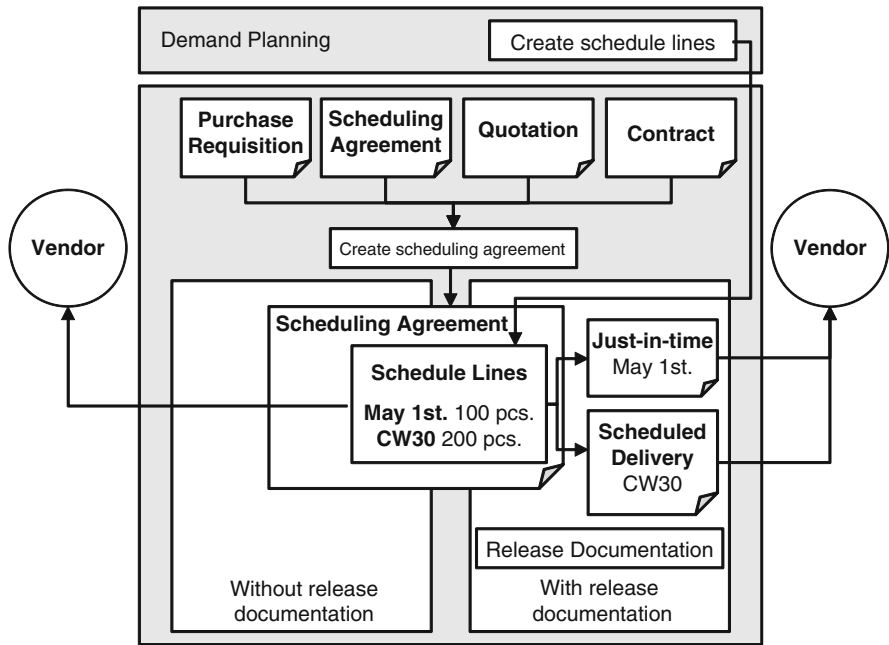 Demand Planning
Create schedule lines
Purchase
Requisition
Scheduling
Agreement
Quotation
Contract
Vendor
Create scheduling agreement
Vendor
Scheduling Agreement
Schedule Lines
May 1st. 100 pcs.
CW30 200 pcs.
Just-in-time
May 1st.
Scheduled
Delivery
CW30
Release Documentation
Without release
documentation
With release
documentation